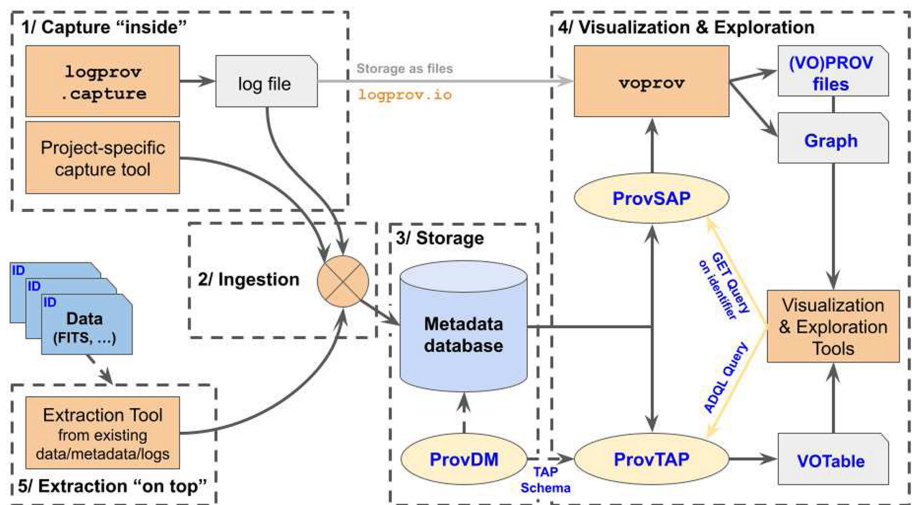 1/ Capture “inside”
logprov
.capture
log file
Project-specific
capture tool
Storage as files
logprov.io
4/ Visualization & Exploration
voprov
(VO)PROV
files
Graph
ProvSAP
2/ Ingestion
3/ Storage
Metadata
database
GET Query
on identifier
ADQL Query
Visualization
& Exploration
Tools
ID
ID
ID
Data
(FITS, ...)
Extraction Tool
from existing
data/metadata/logs
5/ Extraction “on top”
ProvDM
TAP
Schema
ProvTAP
VOTable